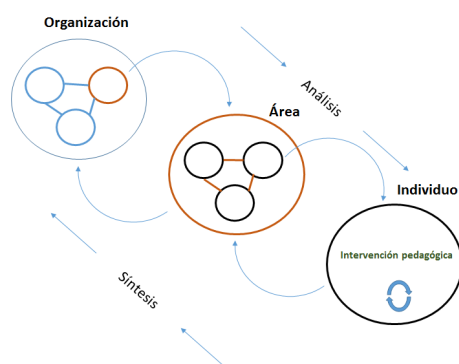 Organización
Análisis
Área
Individuo
Intervención pedagógica
Síntesis